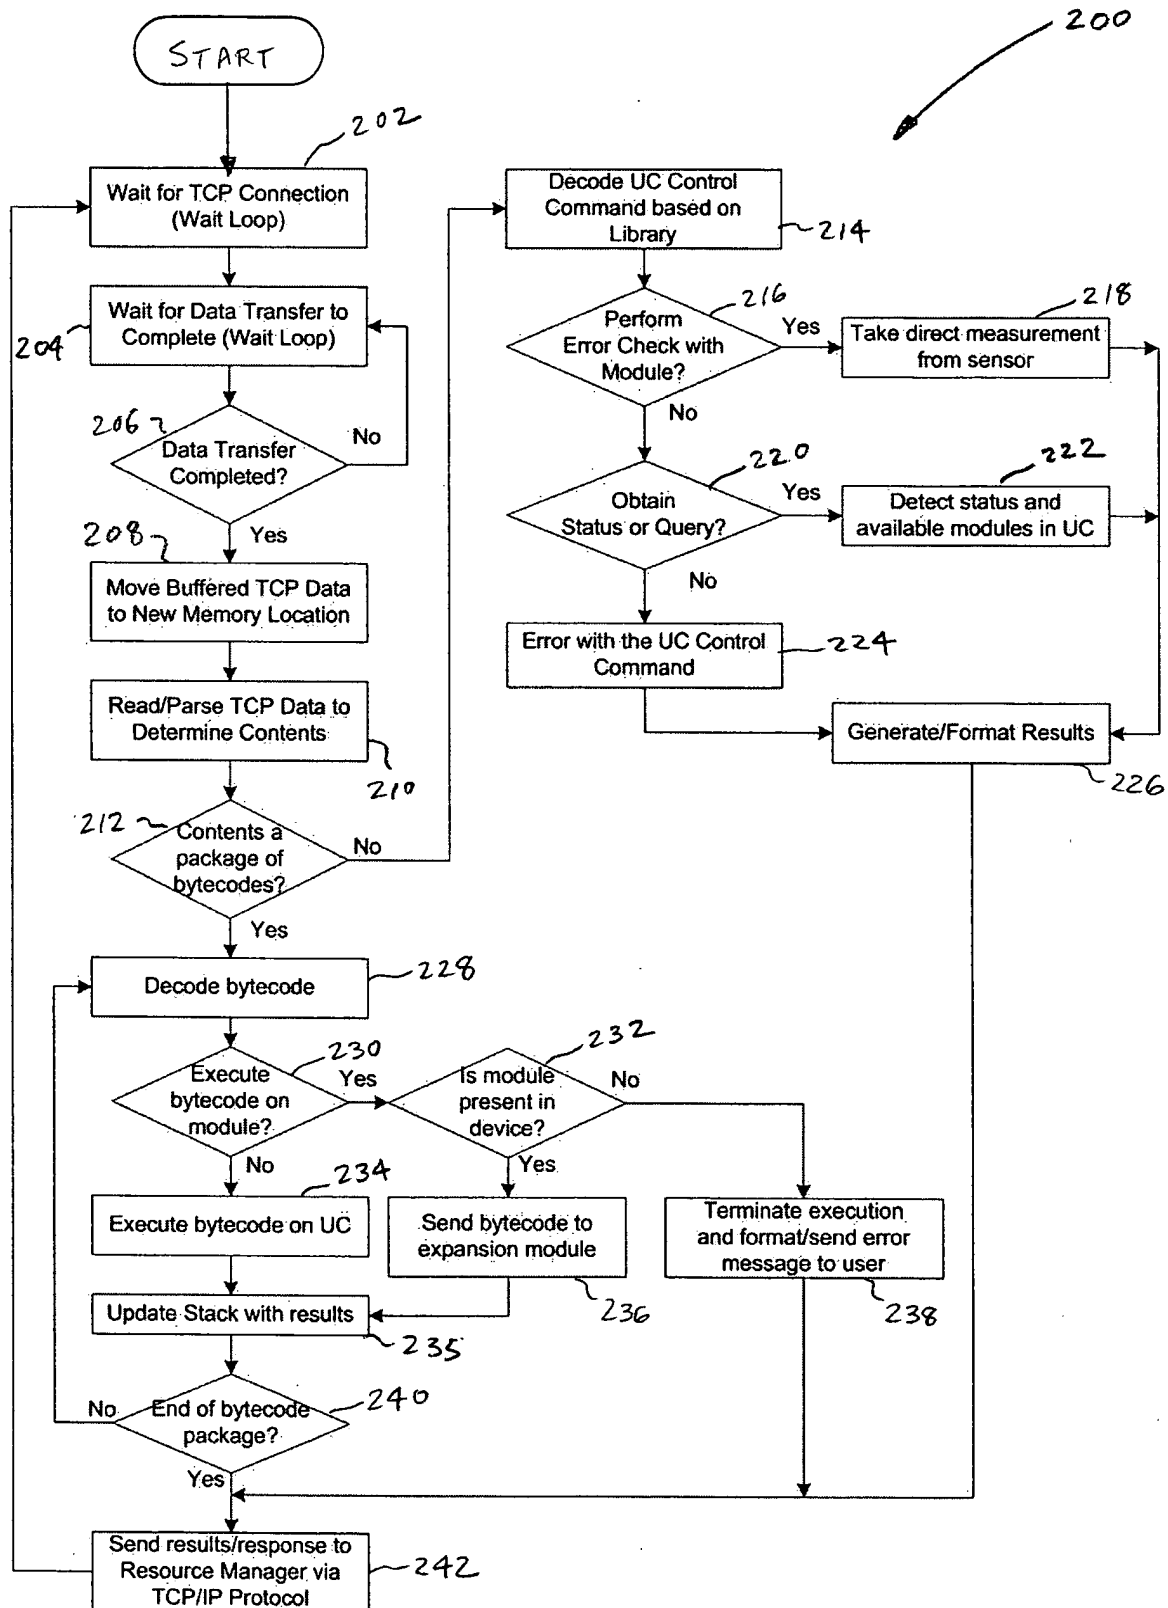 200
START
202
Wait for TCP Connection
(Wait Loop)
204
Wait for Data Transfer to
Complete (Wait Loop)
206
Data Transfer
Completed?
No
Yes
208
Move Buffered TCP Data
to New Memory Location
Read/Parse TCP Data to
Determine Contents
210
212
Contents a
package of
bytecodes?
No
Yes
Decode UC Control
Command based on
Library
214
216
Perform
Error Check with
Module?
Yes
No
218
Take direct measurement
from sensor
220
Obtain
Status or Query?
Yes
No
222
Detect status and
available modules in UC
Error with the UC Control
Command
224
Generate/Format Results
226
Decode bytecode
228
230
Execute
bytecode on
module?
Yes
No
232
Is module
present in
device?
No
Yes
234
Execute bytecode on UC
Send bytecode to
expansion module
236
Terminate execution
and format/send error
message to user
238
Update Stack with results
235
240
End of bytecode
package?
No
Yes
Send results/response to
Resource Manager via
TCP/IP Protocol
242